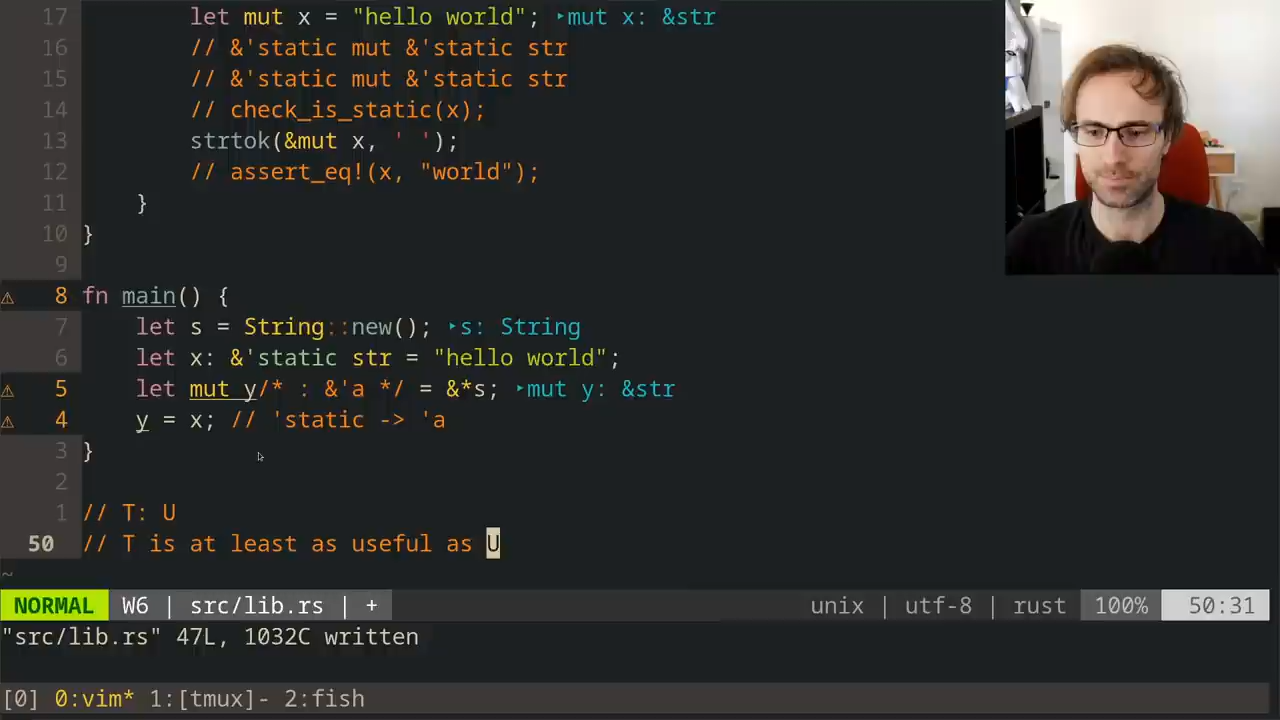 17 let mut x = "hello world"; ‣mut x: &str
16 // &'static mut &'static str
15 // &'static mut &'static str
14 // check_is_static(x);
13 strtok(&mut x, ' ');
12 // assert_eq!(x, "world");
11 }
10 }
9
⚠ 8 fn main() {
7 let s = String::new(); ‣s: String
6 let x: &'static str = "hello world";
⚠ 5 let mut y/* : &'a */ = &*s; ‣mut y: &str
⚠ 4 y = x; // 'static -> 'a
3 }
2
1 // T: U
50 // T is at least as useful as U
~
NORMAL W6 | src/lib.rs | + unix | utf-8 | rust 100% 50:31
"src/lib.rs" 47L, 1032C written
[0] 0:vim* 1:[tmux]- 2:fish